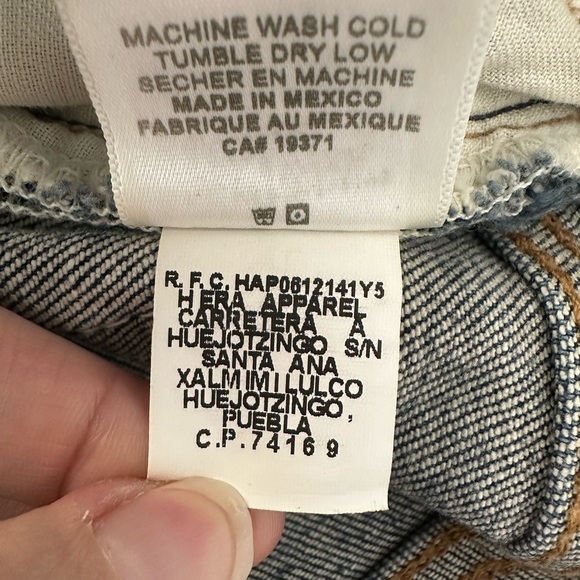 MACHINE WASH COLD
TUMBLE DRY LOW
SECHER EN MACHINE
MADE IN MEXICO
FABRIQUE AU MEXIQUE
CA# 19371
R.F.C. HAP0612141Y5
HERA APPAREL
CARRETERA A
HUEJOTZINGO S/N
SANTA ANA
XALMIMILULCO
HUEJOTZINGO,
PUEBLA
C.P.74169